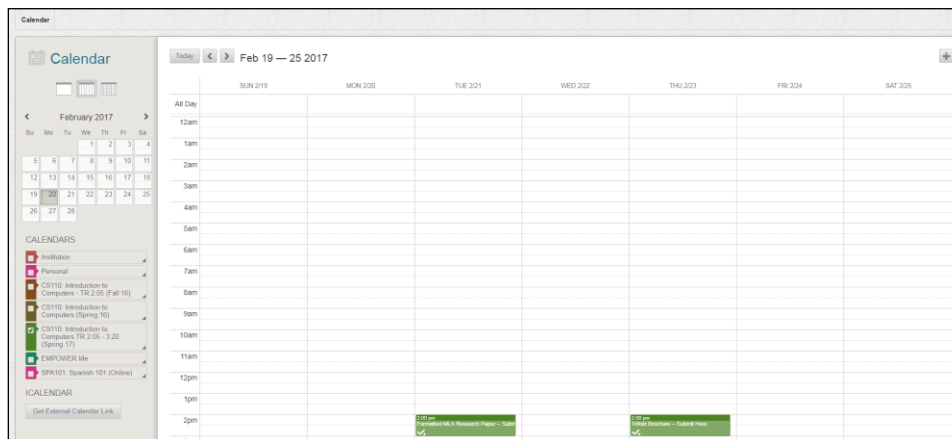 Calendar
Calendar
February 2017
Su Mo Tu We Th Fr Sa
1 2 3 4
5 6 7 8 9 10 11
12 13 14 15 16 17 18
19 20 21 22 23 24 25
26 27 28
CALENDARS
Institution
Personal
CS110: Introduction to
Computers - TR 2:05 (Fall 16)
CS110: Introduction to
Computers (Spring 16)
CS110: Introduction to
Computers TR 2:05 - 3:20
(Spring 17)
EMPOWER Me
SPA101: Spanish 101 (Online)
ICALENDAR
Get External Calendar Link
Today Feb 19 — 25 2017
SUN 2/19 MON 2/20 TUE 2/21 WED 2/22 THU 2/23 FRI 2/24 SAT 2/25
All Day
12am
1am
2am
3am
4am
5am
6am
7am
8am
9am
10am
11am
12pm
1pm
2pm
2:00 pm
Formatted MLA Research Paper – Subm
2:00 pm
Trifold Brochure – Submit Here